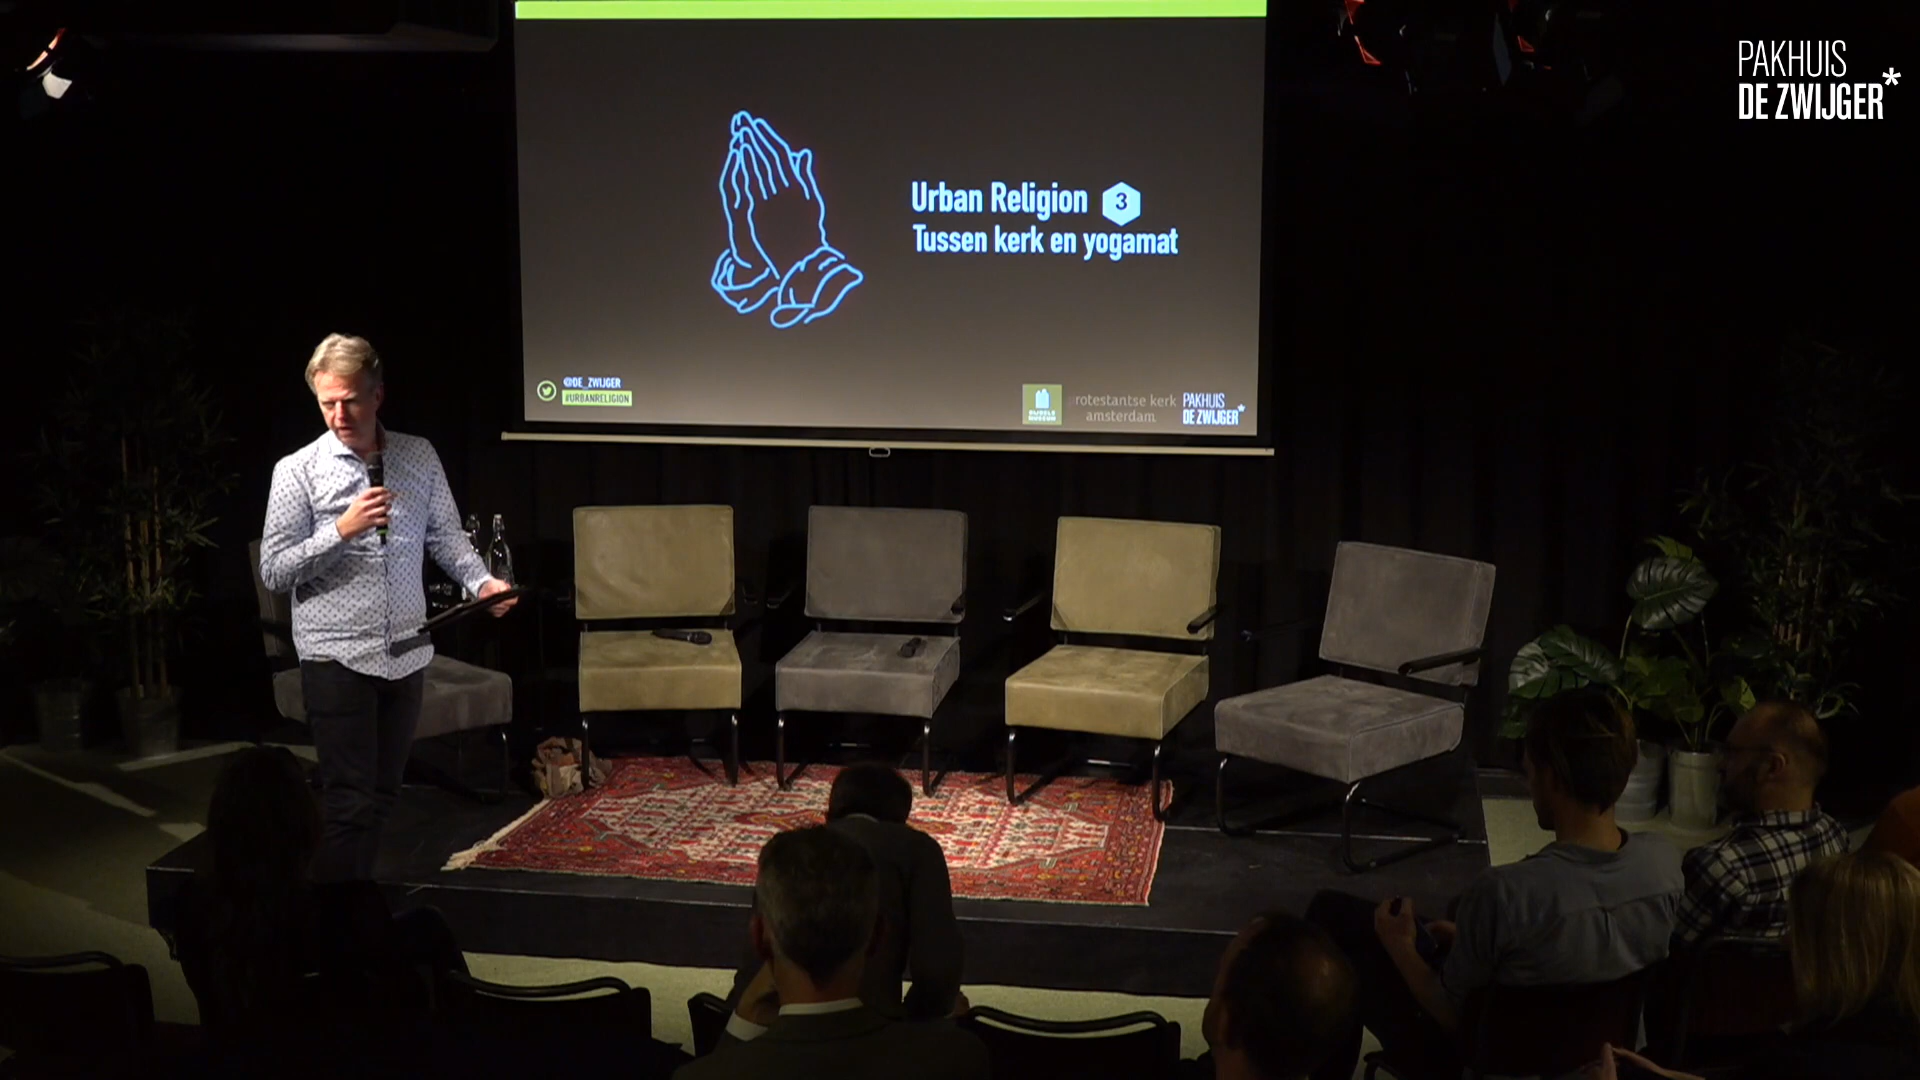 PAKHUIS
DE ZWIJGER*
Urban Religion 3
Tussen kerk en yogamat
@DE_ZWIJGER
#URBANRELIGION
rotestantse kerk
amsterdam
PAKHUIS
DE ZWIJGER*